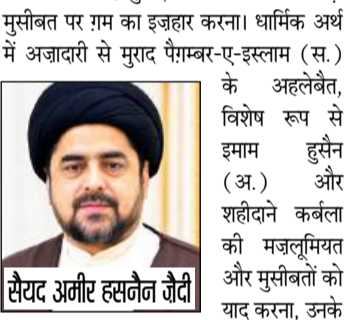 मुसीबत पर ग़म का इज़हार करना। धार्मिक अर्थ
में अज़ादारी से मुराद पैग़म्बर-ए-इस्लाम (स.)
के अहलेबैत,
विशेष रूप से
इमाम हुसैन
(अ.) और
शहीदाने कर्बला
की मज़लूमियत
और मुसीबतों को
याद करना, उनके
सैयद अमीर हसनैन ज़ैदी